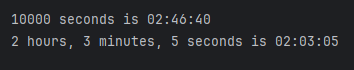 10000 seconds is 02:46:40
2 hours, 3 minutes, 5 seconds is 02:03:05